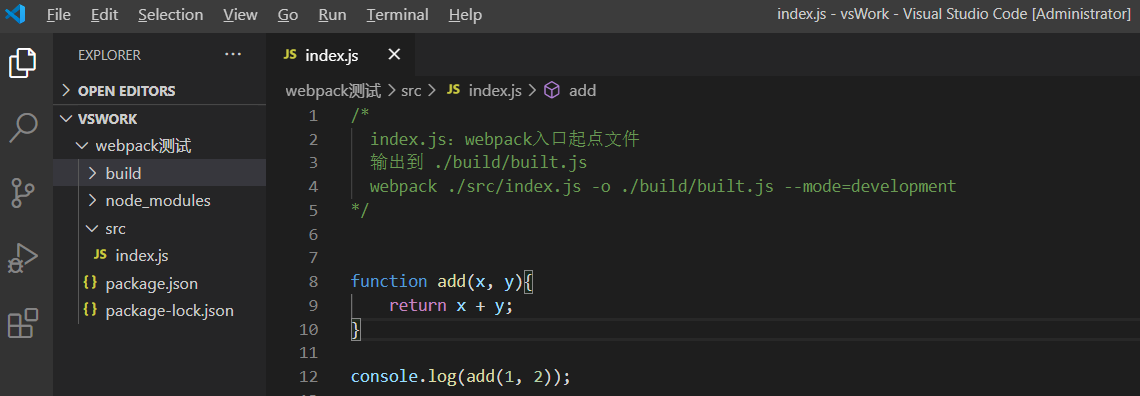 File Edit Selection View Go Run Terminal Help index.js - vsWork - Visual Studio Code [Administrator]
EXPLORER ···
OPEN EDITORS
VSWORK
webpack测试
build
node_modules
src
JS index.js
{} package.json
{} package-lock.json
JS index.js ×
webpack测试 > src > JS index.js > add
1 /*
2 index.js：webpack入口起点文件
3 输出到 ./build/built.js
4 webpack ./src/index.js -o ./build/built.js --mode=development
5 */
6
7
8 function add(x, y){
9 return x + y;
10 }
11
12 console.log(add(1, 2));